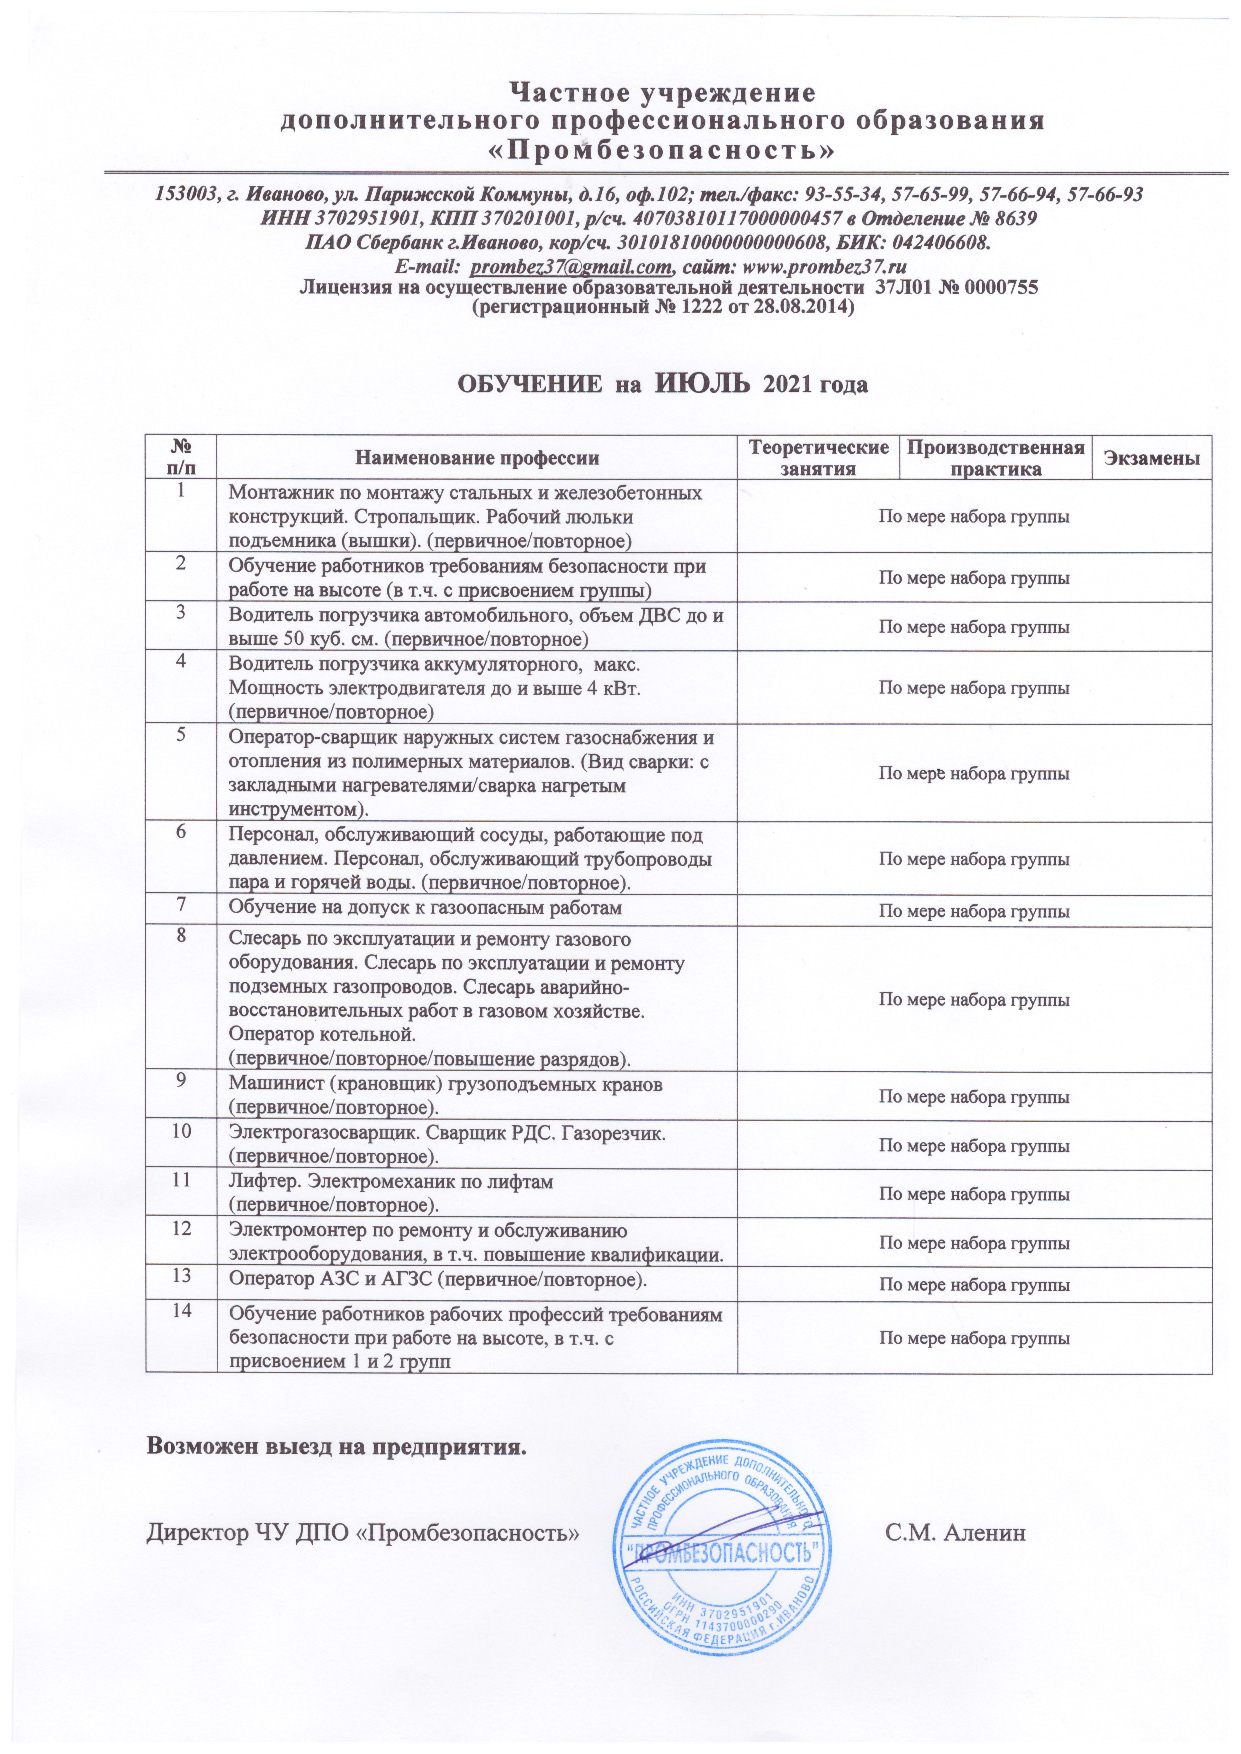 Частное учреждение
дополнительного профессионального образования
«Промбезопасность»
153003, г. Иваново, ул. Парижской Коммуны, д.16, оф.102; тел./факс: 93-55-34, 57-65-99, 57-66-94, 57-66-93
ИНН 3702951901, КПП 370201001, р/сч. 40703810117000000457 в Отделение № 8639
ПАО Сбербанк г.Иваново, кор/сч. 30101810000000000608, БИК: 042406608.
E-mail: prombez37@gmail.com, сайт: www.prombez37.ru
Лицензия на осуществление образовательной деятельности 37Л01 № 0000755
(регистрационный № 1222 от 28.08.2014)
ОБУЧЕНИЕ на ИЮЛЬ 2021 года
№ п/п Наименование профессии Теоретические занятия Производственная практика Экзамены
1 Монтажник по монтажу стальных и железобетонных
конструкций. Стропальщик. Рабочий люльки
подъемника (вышки). (первичное/повторное)
По мере набора группы
2 Обучение работников требованиям безопасности при
работе на высоте (в т.ч. с присвоением группы)
По мере набора группы
3 Водитель погрузчика автомобильного, объем ДВС до и
выше 50 куб. см. (первичное/повторное)
По мере набора группы
4 Водитель погрузчика аккумуляторного, макс.
Мощность электродвигателя до и выше 4 кВт.
(первичное/повторное)
По мере набора группы
5 Оператор-сварщик наружных систем газоснабжения и
отопления из полимерных материалов. (Вид сварки: с
закладными нагревателями/сварка нагретым
инструментом).
По мере набора группы
6 Персонал, обслуживающий сосуды, работающие под
давлением. Персонал, обслуживающий трубопроводы
пара и горячей воды. (первичное/повторное).
По мере набора группы
7 Обучение на допуск к газоопасным работам
По мере набора группы
8 Слесарь по эксплуатации и ремонту газового
оборудования. Слесарь по эксплуатации и ремонту
подземных газопроводов. Слесарь аварийно-
восстановительных работ в газовом хозяйстве.
Оператор котельной.
(первичное/повторное/повышение разрядов).
По мере набора группы
9 Машинист (крановщик) грузоподъемных кранов
(первичное/повторное).
По мере набора группы
10 Электрогазосварщик. Сварщик РДС. Газорезчик.
(первичное/повторное).
По мере набора группы
11 Лифтер. Электромеханик по лифтам
(первичное/повторное).
По мере набора группы
12 Электромонтер по ремонту и обслуживанию
электрооборудования, в т.ч. повышение квалификации.
По мере набора группы
13 Оператор АЗС и АГЗС (первичное/повторное).
По мере набора группы
14 Обучение работников рабочих профессий требованиям
безопасности при работе на высоте, в т.ч. с
присвоением 1 и 2 групп
По мере набора группы
Возможен выезд на предприятия.
Директор ЧУ ДПО «Промбезопасность» С.М. Аленин
ЧАСТНОЕ УЧРЕЖДЕНИЕ ДОПОЛНИТЕЛЬНОГО
ПРОФЕССИОНАЛЬНОГО ОБРАЗОВАНИЯ
"ПРОМБЕЗОПАСНОСТЬ"
ИНН 3702951901
ОГРН 1143700000290
РОССИЙСКАЯ ФЕДЕРАЦИЯ г.ИВАНОВО